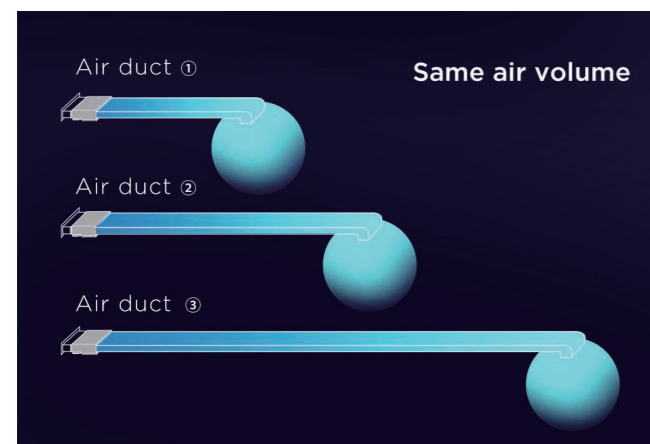 Air duct ①
Same air volume
Air duct ②
Air duct ③